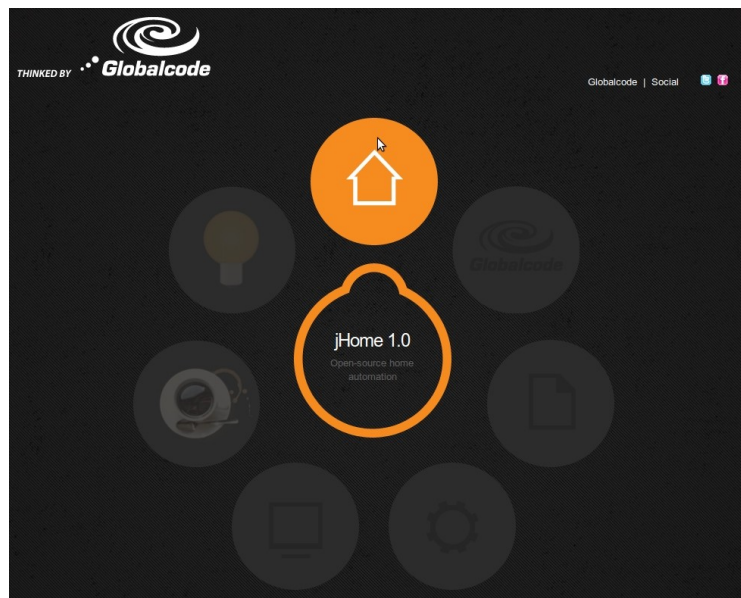 THINKED BY Globalcode
Globalcode | Social
Globalcode
jHome 1.0
Open-source home
automation